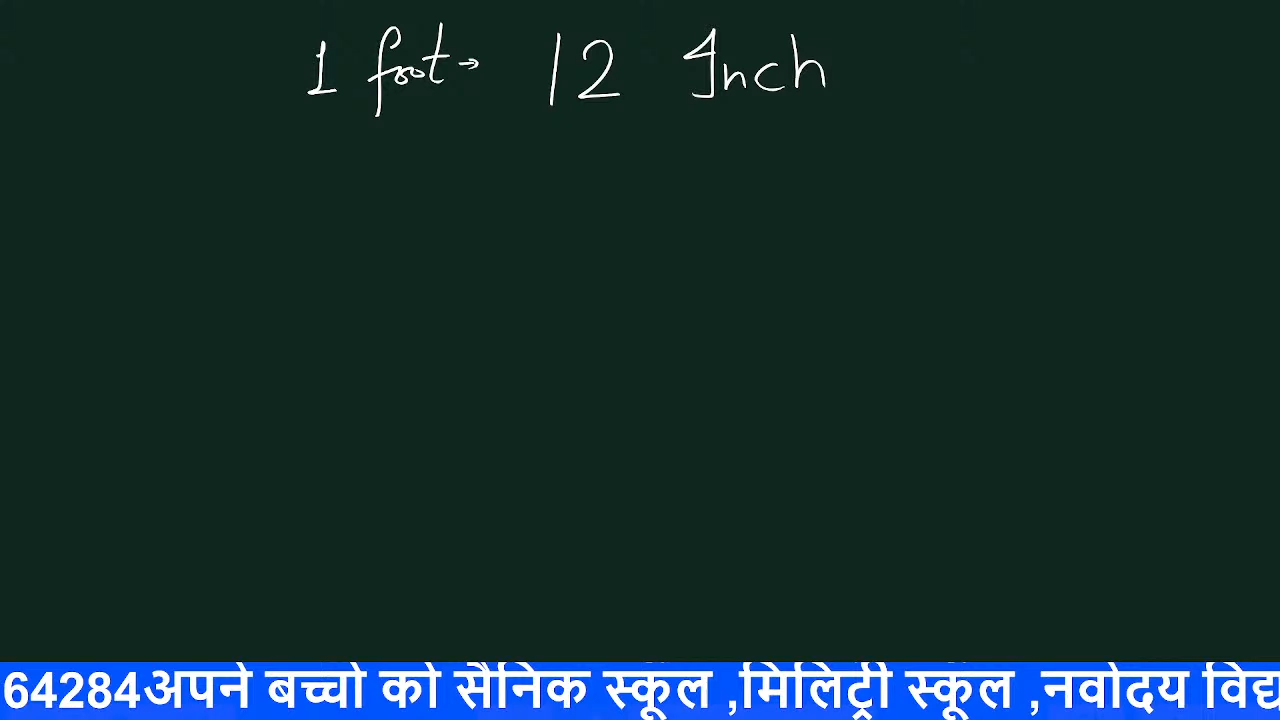 1 foot→ 12 Inch
64284अपने बच्चो को सैनिक स्कूल ,मिलिट्री स्कूल ,नवोदय विद्य